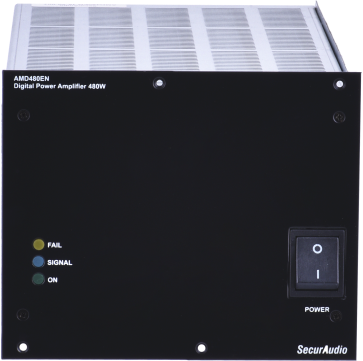 AMD480EN
Digital Power Amplifier 480W
FAIL
SIGNAL
ON
O
I
POWER
SecurAudio